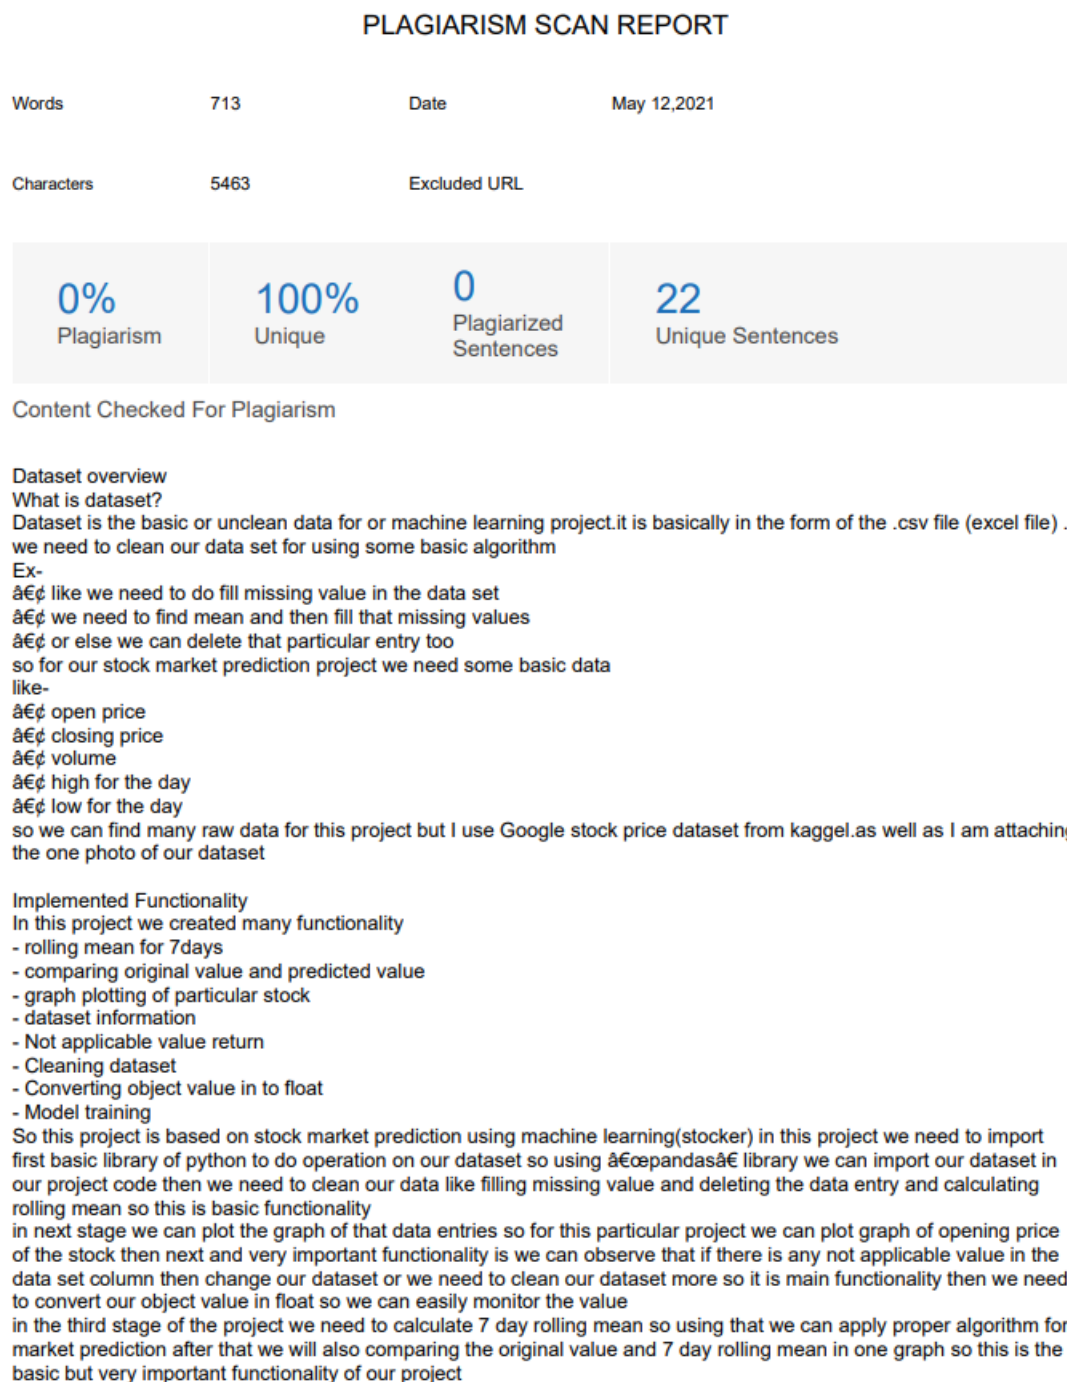 PLAGIARISM SCAN REPORT
Words 713 Date May 12,2021
Characters 5463 Excluded URL
0% Plagiarism
100% Unique
0 Plagiarized Sentences
22 Unique Sentences
Content Checked For Plagiarism
Dataset overview
What is dataset?
Dataset is the basic or unclean data for or machine learning project.it is basically in the form of the .csv file (excel file) .
we need to clean our data set for using some basic algorithm
Ex-
â€¢ like we need to do fill missing value in the data set
â€¢ we need to find mean and then fill that missing values
â€¢ or else we can delete that particular entry too
so for our stock market prediction project we need some basic data
like-
â€¢ open price
â€¢ closing price
â€¢ volume
â€¢ high for the day
â€¢ low for the day
so we can find many raw data for this project but I use Google stock price dataset from kaggel.as well as I am attaching
the one photo of our dataset
Implemented Functionality
In this project we created many functionality
- rolling mean for 7days
- comparing original value and predicted value
- graph plotting of particular stock
- dataset information
- Not applicable value return
- Cleaning dataset
- Converting object value in to float
- Model training
So this project is based on stock market prediction using machine learning(stocker) in this project we need to import
first basic library of python to do operation on our dataset so using â€œpandasâ€ library we can import our dataset in
our project code then we need to clean our data like filling missing value and deleting the data entry and calculating
rolling mean so this is basic functionality
in next stage we can plot the graph of that data entries so for this particular project we can plot graph of opening price
of the stock then next and very important functionality is we can observe that if there is any not applicable value in the
data set column then change our dataset or we need to clean our dataset more so it is main functionality then we need
to convert our object value in float so we can easily monitor the value
in the third stage of the project we need to calculate 7 day rolling mean so using that we can apply proper algorithm for
market prediction after that we will also comparing the original value and 7 day rolling mean in one graph so this is the
basic but very important functionality of our project